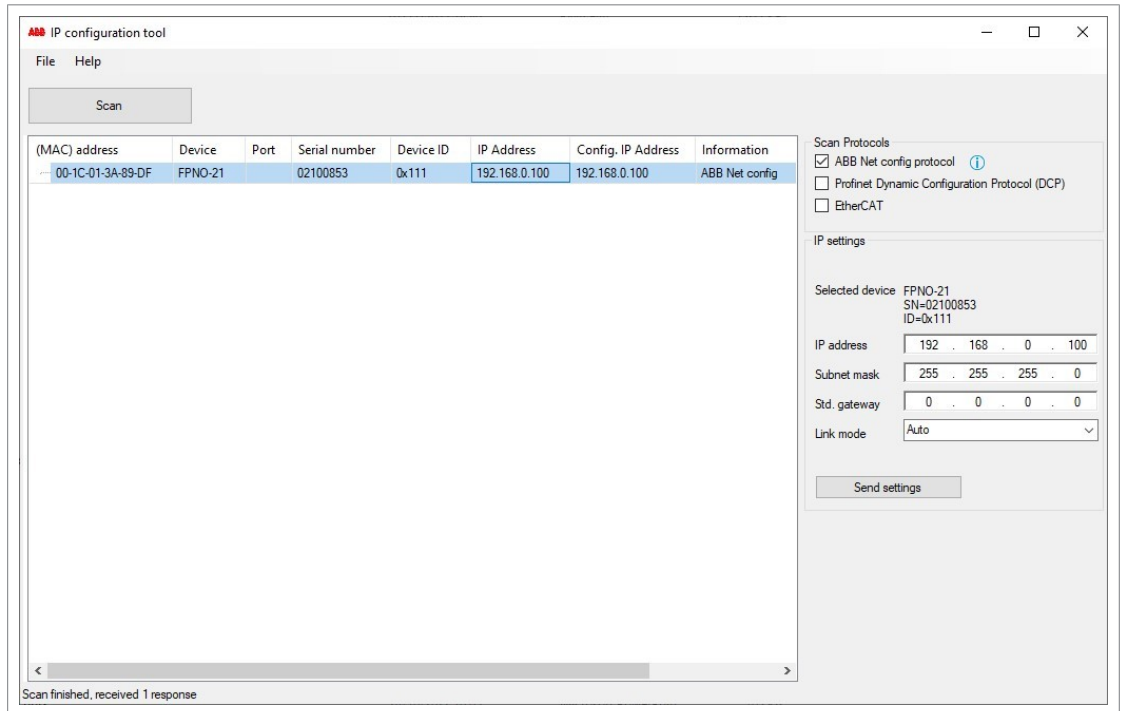 ABB IP configuration tool
File Help
Scan
(MAC) address Device Port Serial number Device ID IP Address Config. IP Address Information
00-1C-01-3A-89-DF FPNO-21 02100853 0x111 192.168.0.100 192.168.0.100 ABB Net config
Scan Protocols
ABB Net config protocol
Profinet Dynamic Configuration Protocol (DCP)
EtherCAT
IP settings
Selected device FPNO-21
SN=02100853
ID=0x111
IP address 192 . 168 . 0 . 100
Subnet mask 255 . 255 . 255 . 0
Std. gateway 0 . 0 . 0 . 0
Link mode Auto
Send settings
Scan finished, received 1 response